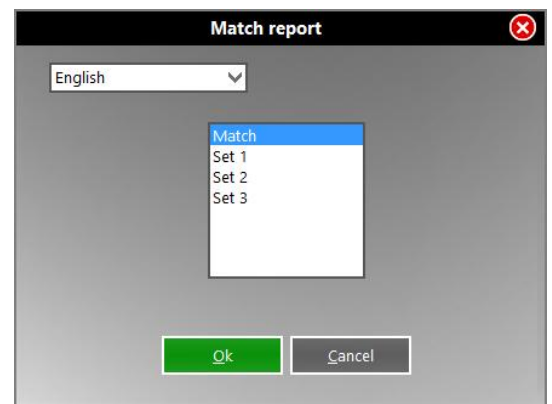 Match report
English
Match
Set 1
Set 2
Set 3
Ok
Cancel